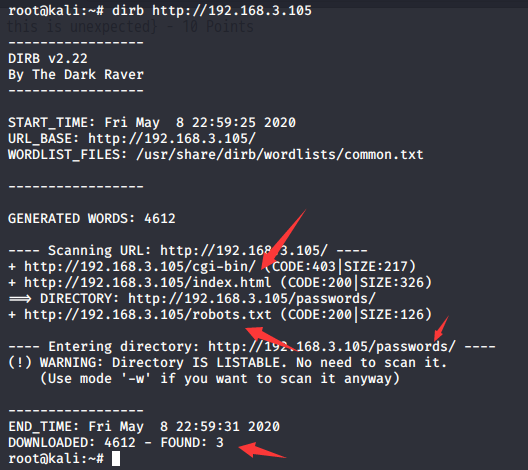 root@kali:~# dirb http://192.168.3.105
this is unexpected} - 10 Points
-----------------
DIRB v2.22
By The Dark Raver
-----------------
START_TIME: Fri May  8 22:59:25 2020
URL_BASE: http://192.168.3.105/
WORDLIST_FILES: /usr/share/dirb/wordlists/common.txt
-----------------
GENERATED WORDS: 4612
---- Scanning URL: http://192.168.3.105/ ----
+ http://192.168.3.105/cgi-bin/ (CODE:403|SIZE:217)
+ http://192.168.3.105/index.html (CODE:200|SIZE:326)
==> DIRECTORY: http://192.168.3.105/passwords/
+ http://192.168.3.105/robots.txt (CODE:200|SIZE:126)
---- Entering directory: http://192.168.3.105/passwords/ ----
(!) WARNING: Directory IS LISTABLE. No need to scan it.
    (Use mode '-w' if you want to scan it anyway)
-----------------
END_TIME: Fri May  8 22:59:31 2020
DOWNLOADED: 4612 - FOUND: 3
root@kali:~#